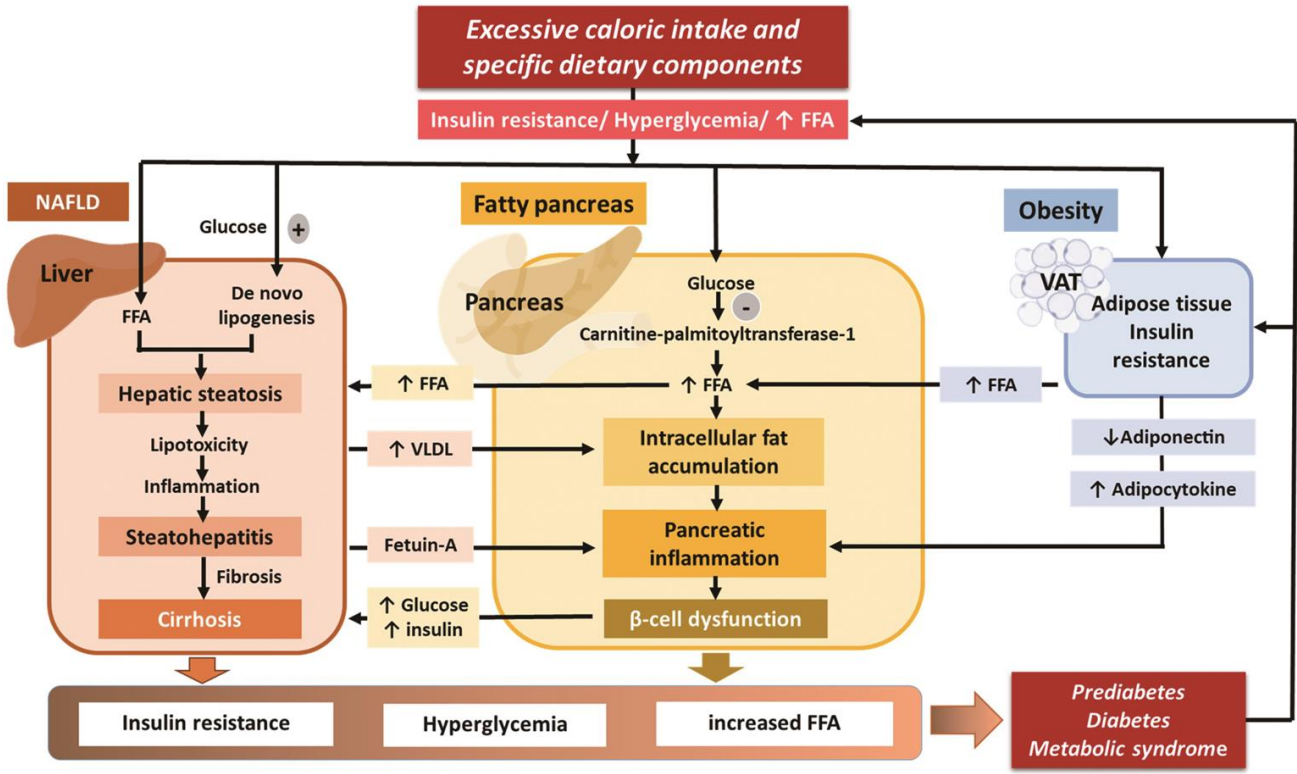 Excessive caloric intake and
specific dietary components
Insulin resistance/ Hyperglycemia/ ↑ FFA
NAFLD
Liver
Glucose
+
FFA
De novo
lipogenesis
Hepatic steatosis
Lipotoxicity
Inflammation
Steatohepatitis
Fibrosis
Cirrhosis
↑ FFA
↑ VLDL
Fetuin-A
↑ Glucose
↑ insulin
Fatty pancreas
Pancreas
Glucose
-
Carnitine-palmitoyltransferase-1
↑ FFA
Intracellular fat
accumulation
Pancreatic
inflammation
β-cell dysfunction
↑ FFA
Obesity
VAT
Adipose tissue
Insulin
resistance
↓Adiponectin
↑ Adipocytokine
Insulin resistance
Hyperglycemia
increased FFA
Prediabetes
Diabetes
Metabolic syndrome